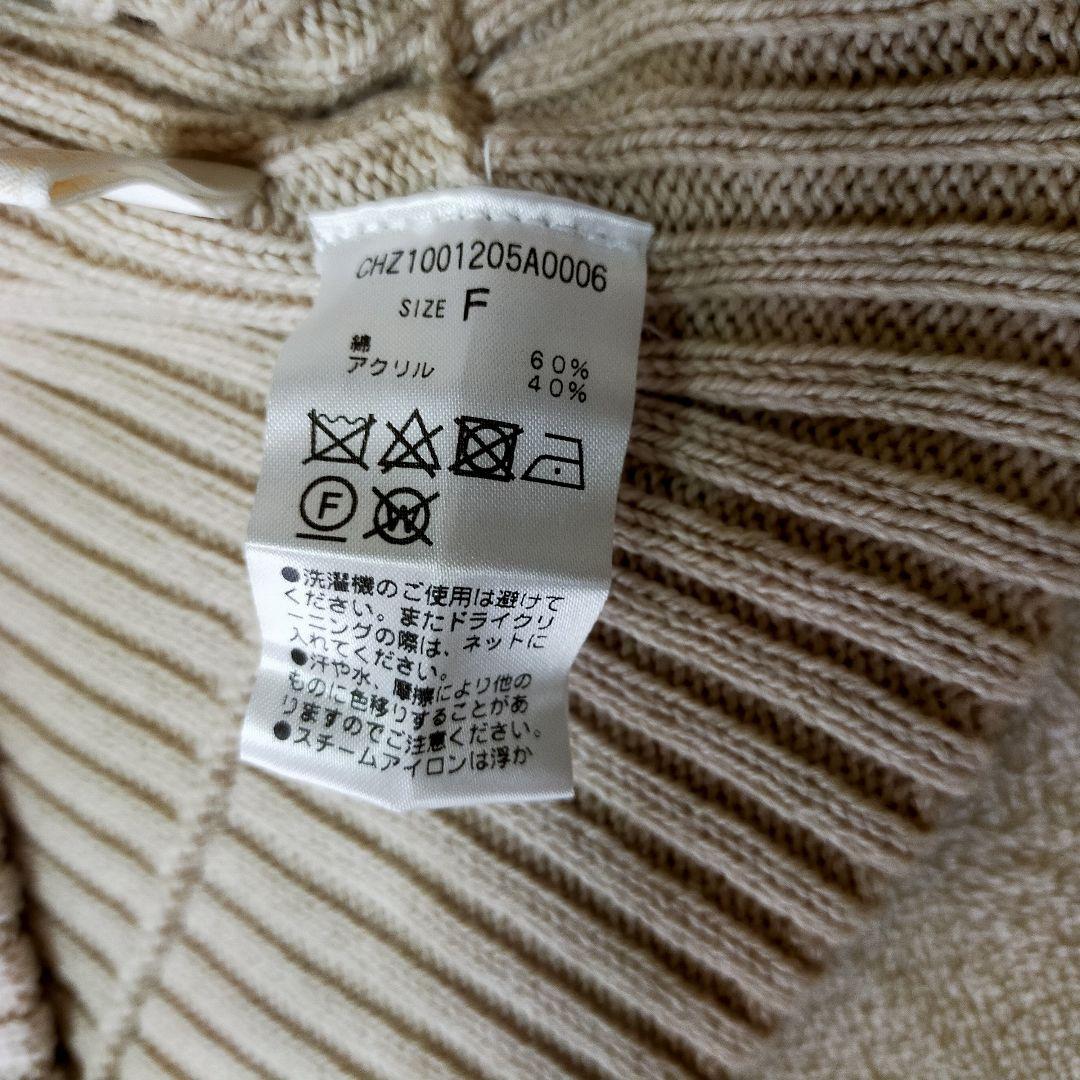 CHZ1001205A0006
SIZE F
綿 60%
アクリル 40%
F
W
●洗濯機のご使用は避けて
ください。またドライクリ
ーニングの際は、ネットに
入れてください。
●汗や水、摩擦により他の
ものに色移りすることがあ
りますのでご注意ください。
●スチームアイロンは浮か